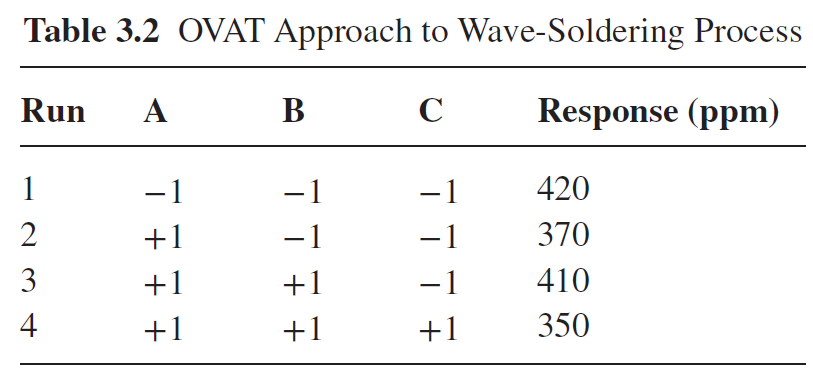 Table 3.2 OVAT Approach to Wave-Soldering Process
Run A B C Response (ppm)
1 −1 −1 −1 420
2 +1 −1 −1 370
3 +1 +1 −1 410
4 +1 +1 +1 350